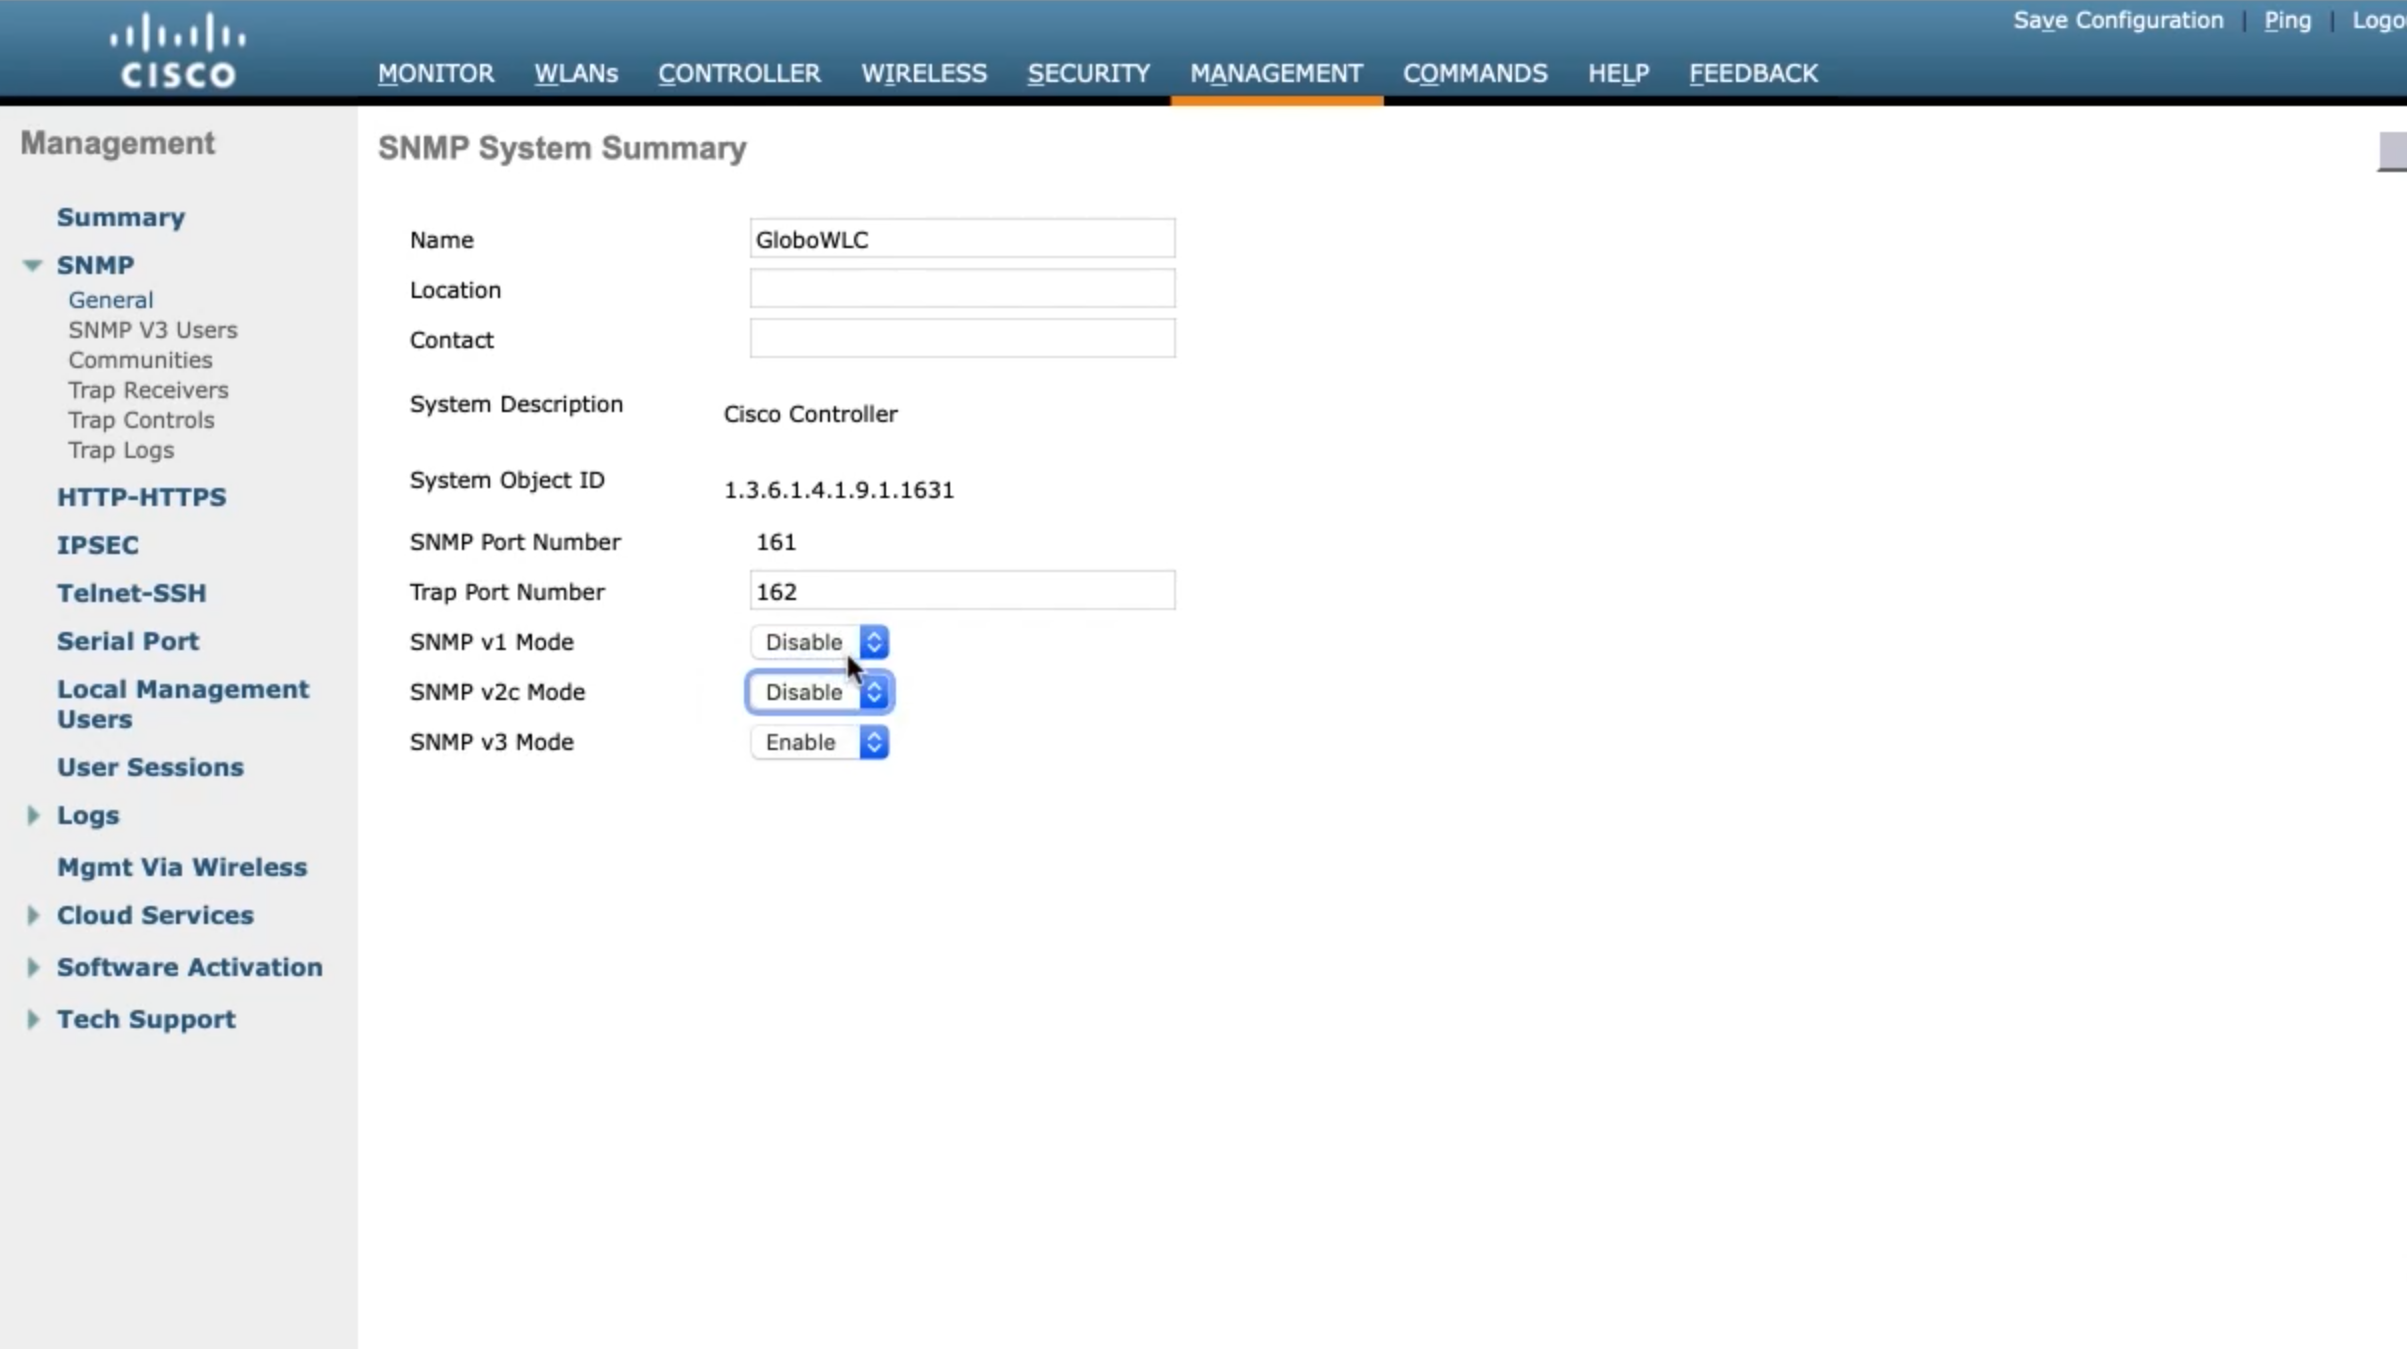 Save Configuration | Ping |
CISCO
MONITOR WLANs CONTROLLER WIRELESS SECURITY MANAGEMENT COMMANDS HELP FEEDBACK
Management
Summary
SNMP
General
SNMP V3 Users
Communities
Trap Receivers
Trap Controls
Trap Logs
HTTP-HTTPS
IPSEC
Telnet-SSH
Serial Port
Local Management
Users
User Sessions
Logs
Mgmt Via Wireless
Cloud Services
Software Activation
Tech Support
SNMP System Summary
Name GloboWLC
Location
Contact
System Description Cisco Controller
System Object ID 1.3.6.1.4.1.9.1.1631
SNMP Port Number 161
Trap Port Number 162
SNMP v1 Mode Disable
SNMP v2c Mode Disable
SNMP v3 Mode Enable